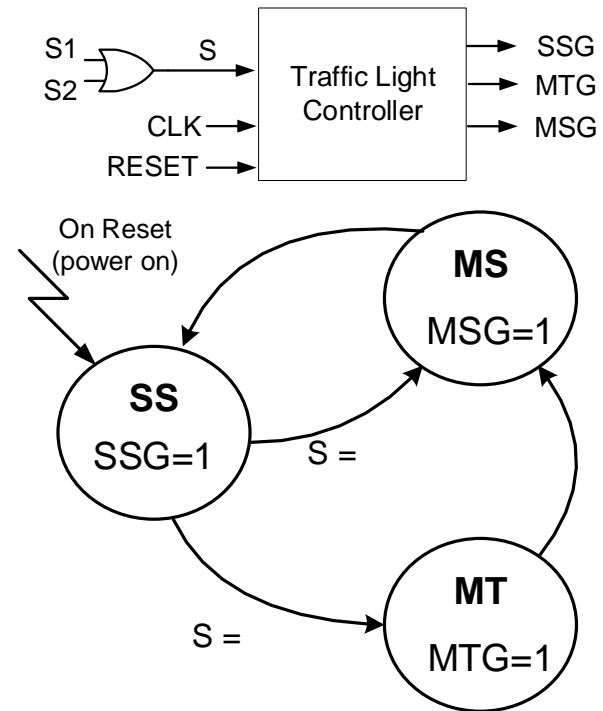 S1
S2
S
CLK
RESET
Traffic Light
Controller
SSG
MTG
MSG
On Reset
(power on)
MS
MSG=1
SS
SSG=1
S =
S =
MT
MTG=1